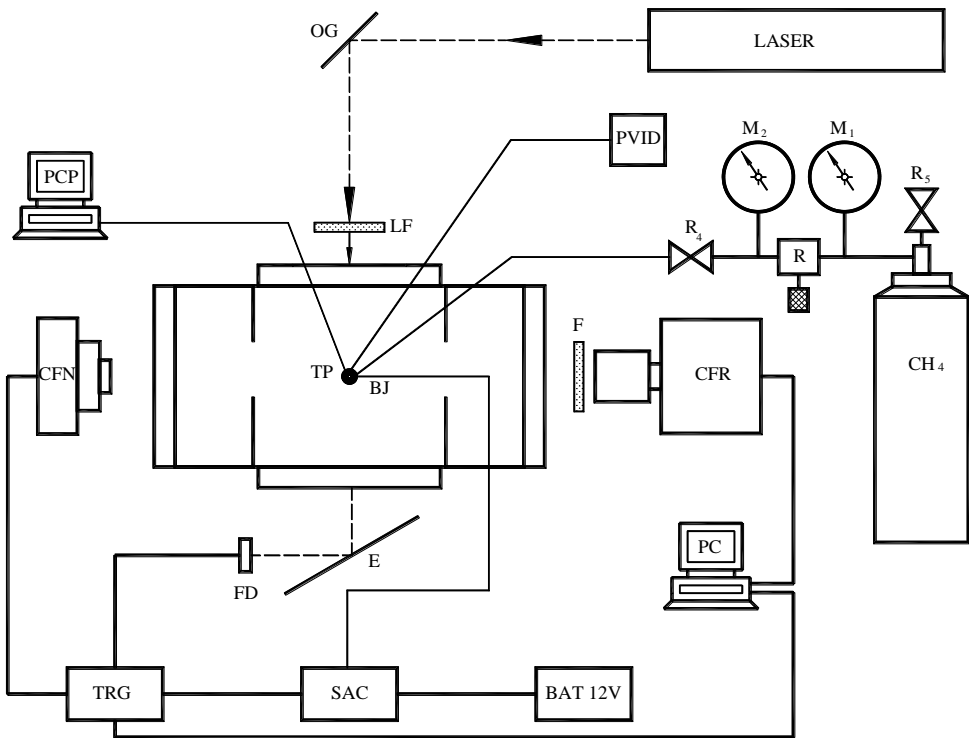 OG
LASER
PVID
M₂
M₁
R₅
PCP
LF
R₄
R
F
CFN
TP
BJ
CFR
CH₄
PC
E
FD
TRG
SAC
BAT 12V